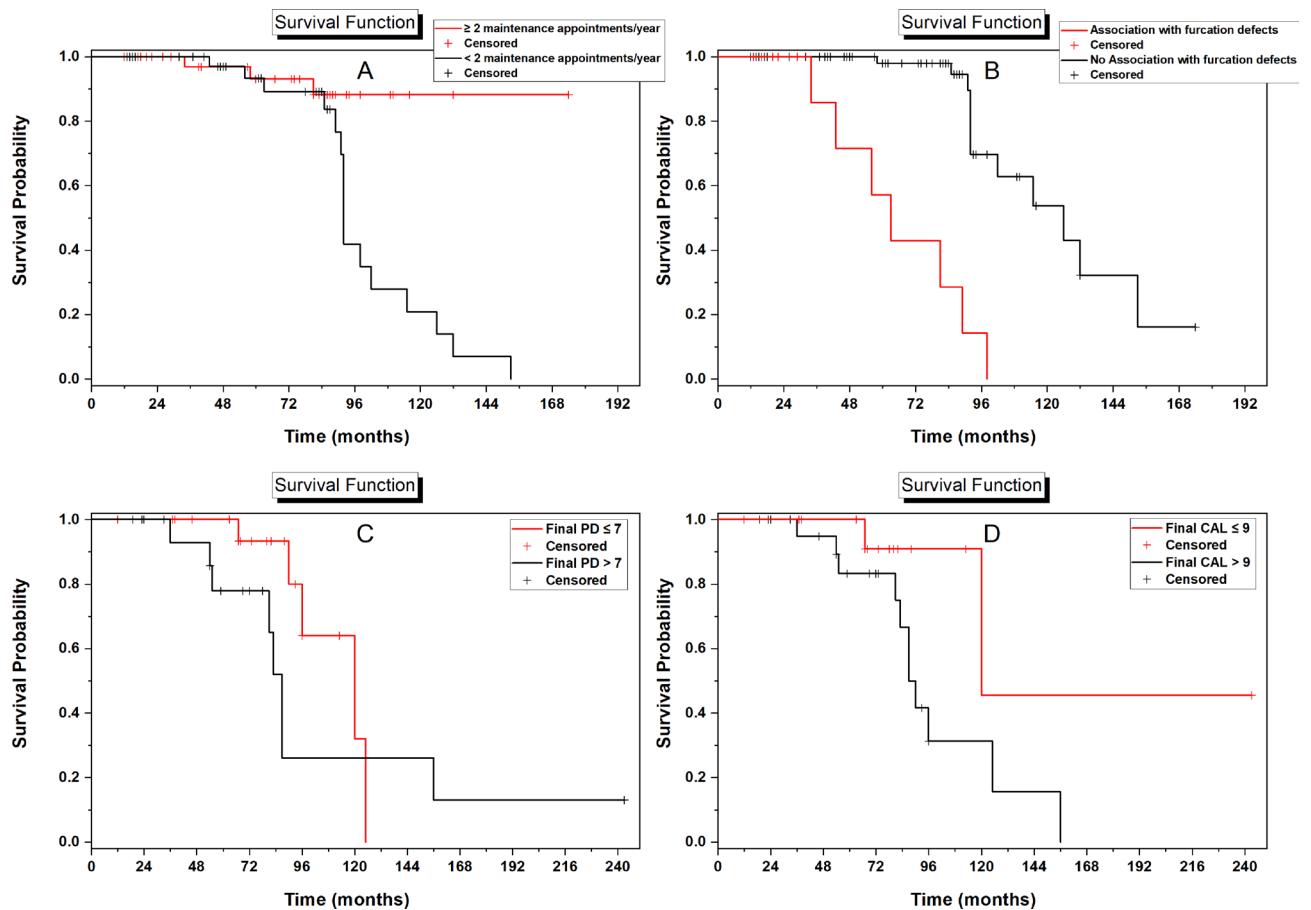 Survival Function
≥ 2 maintenance appointments/year
Censored
< 2 maintenance appointments/year
Censored
A
1.0
0.8
0.6
0.4
0.2
0.0
Survival Probability
0 24 48 72 96 120 144 168 192
Time (months)
Survival Function
Association with furcation defects
Censored
No Association with furcation defects
Censored
B
1.0
0.8
0.6
0.4
0.2
0.0
Survival Probability
0 24 48 72 96 120 144 168 192
Time (months)
Survival Function
Final PD ≤ 7
Censored
Final PD > 7
Censored
C
1.0
0.8
0.6
0.4
0.2
0.0
Survival Probability
0 24 48 72 96 120 144 168 192 216 240
Time (months)
Survival Function
Final CAL ≤ 9
Censored
Final CAL > 9
Censored
D
1.0
0.8
0.6
0.4
0.2
0.0
Survival Probability
0 24 48 72 96 120 144 168 192 216 240
Time (months)